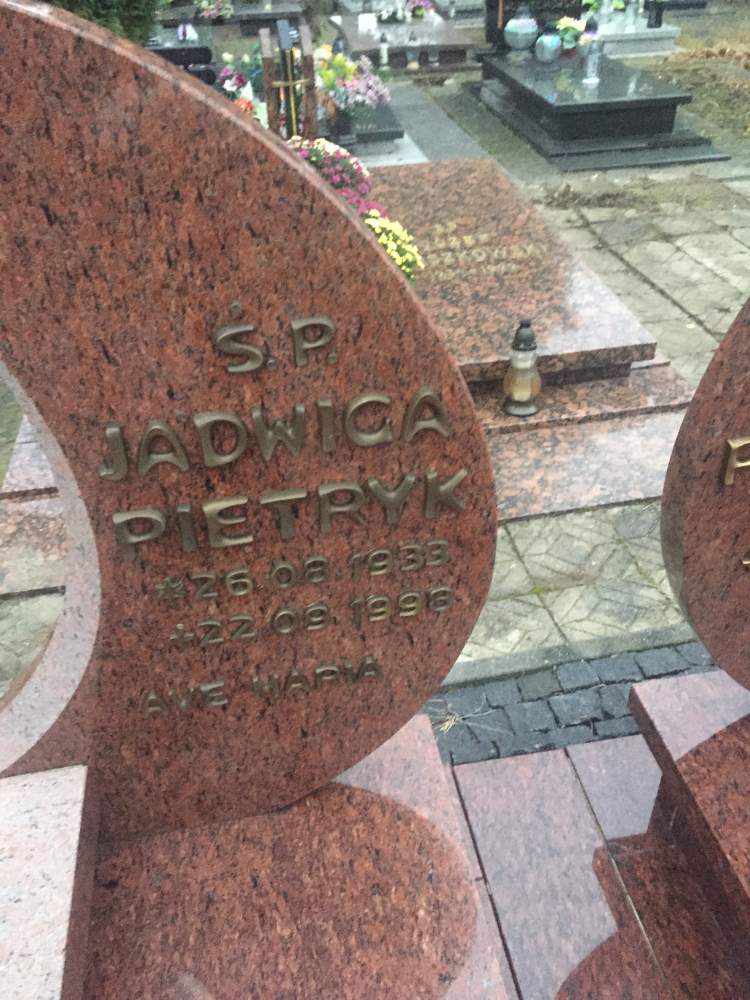 Ś.P.
JADWIGA
PIETRYK
*26.08.1933
+22.09.1998
AVE MARIA